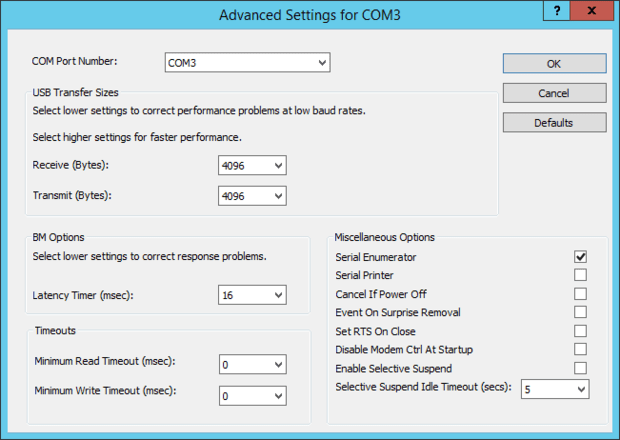 Advanced Settings for COM3
?
x
COM Port Number:
COM3
OK
Cancel
Defaults
USB Transfer Sizes
Select lower settings to correct performance problems at low baud rates.
Select higher settings for faster performance.
Receive (Bytes):
4096
Transmit (Bytes):
4096
BM Options
Select lower settings to correct response problems.
Latency Timer (msec):
16
Timeouts
Minimum Read Timeout (msec):
0
Minimum Write Timeout (msec):
0
Miscellaneous Options
Serial Enumerator
Serial Printer
Cancel If Power Off
Event On Surprise Removal
Set RTS On Close
Disable Modem Ctrl At Startup
Enable Selective Suspend
Selective Suspend Idle Timeout (secs):
5